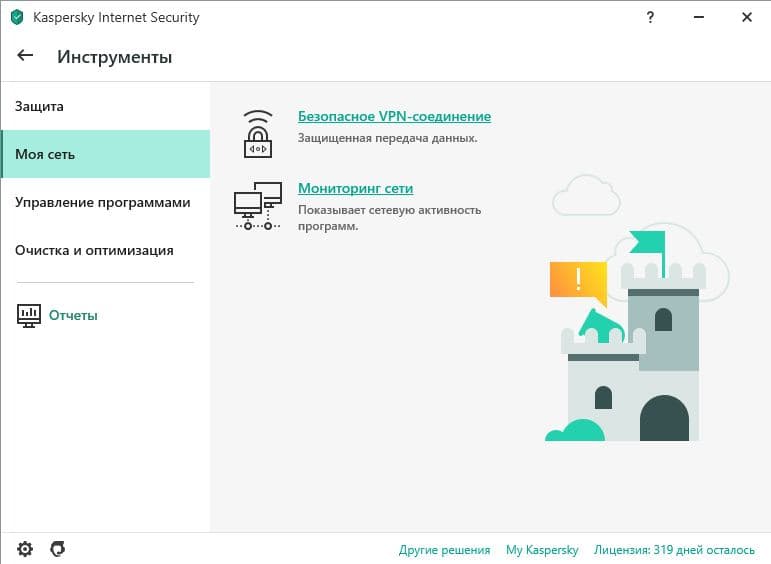 Kaspersky Internet Security
?
Инструменты
Защита
Моя сеть
Управление программами
Очистка и оптимизация
Отчеты
Безопасное VPN-соединение
Защищенная передача данных.
Мониторинг сети
Показывает сетевую активность
программ.
!
Другие решения My Kaspersky Лицензия: 319 дней осталось